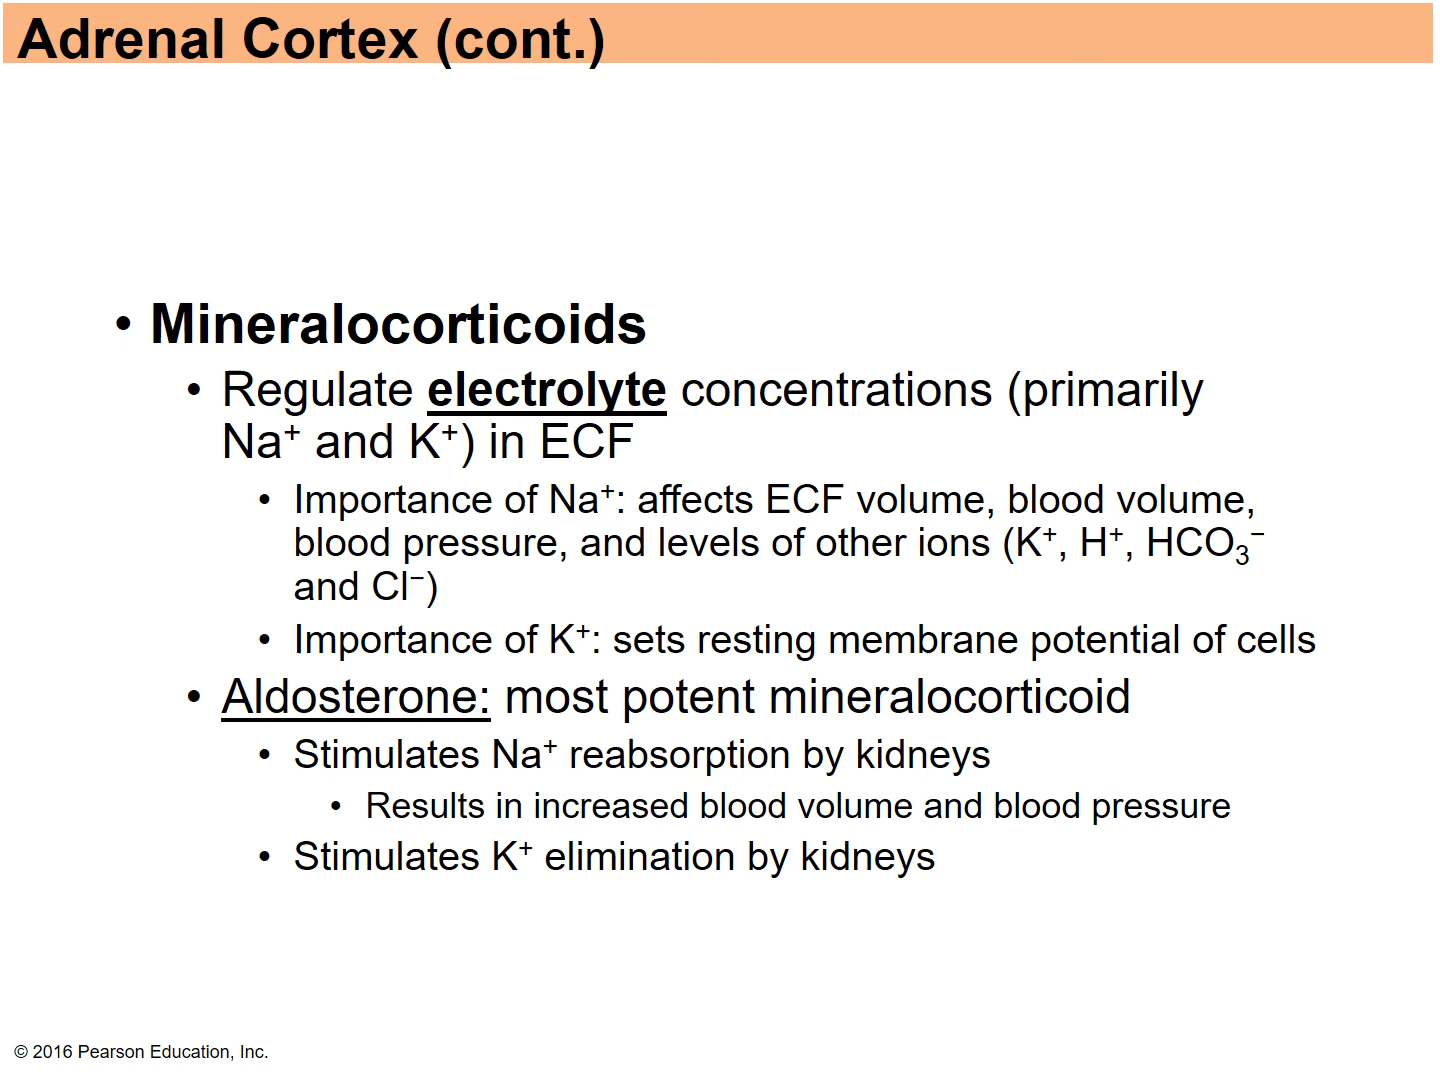 Adrenal Cortex (cont.)
• Mineralocorticoids
• Regulate electrolyte concentrations (primarily
Na⁺ and K⁺) in ECF
• Importance of Na⁺: affects ECF volume, blood volume,
blood pressure, and levels of other ions (K⁺, H⁺, HCO₃⁻
and Cl⁻)
• Importance of K⁺: sets resting membrane potential of cells
• Aldosterone: most potent mineralocorticoid
• Stimulates Na⁺ reabsorption by kidneys
• Results in increased blood volume and blood pressure
• Stimulates K⁺ elimination by kidneys
© 2016 Pearson Education, Inc.